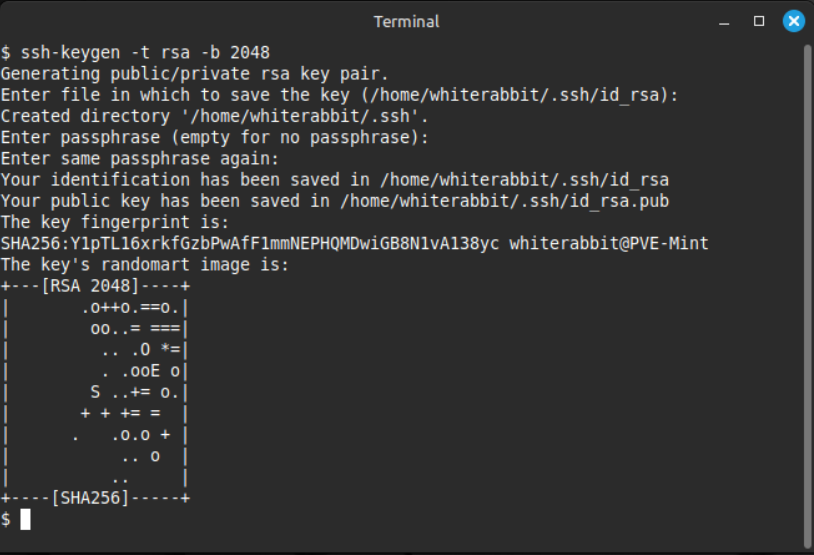 Terminal
$ ssh-keygen -t rsa -b 2048
Generating public/private rsa key pair.
Enter file in which to save the key (/home/whiterabbit/.ssh/id_rsa):
Created directory '/home/whiterabbit/.ssh'.
Enter passphrase (empty for no passphrase):
Enter same passphrase again:
Your identification has been saved in /home/whiterabbit/.ssh/id_rsa
Your public key has been saved in /home/whiterabbit/.ssh/id_rsa.pub
The key fingerprint is:
SHA256:Y1pTL16xrkfGzbPwAfF1mmNEPHQMDwiGB8N1vA138yc whiterabbit@PVE-Mint
The key's randomart image is:
+---[RSA 2048]----+
|       .o++o.==o.|
|        oo..= ===|
|         .. .O *=|
|         . .ooE o|
|        S ..+= o.|
|       + + += =  |
|      .   .o.o + |
|           .. o  |
|          ..     |
+----[SHA256]-----+
$